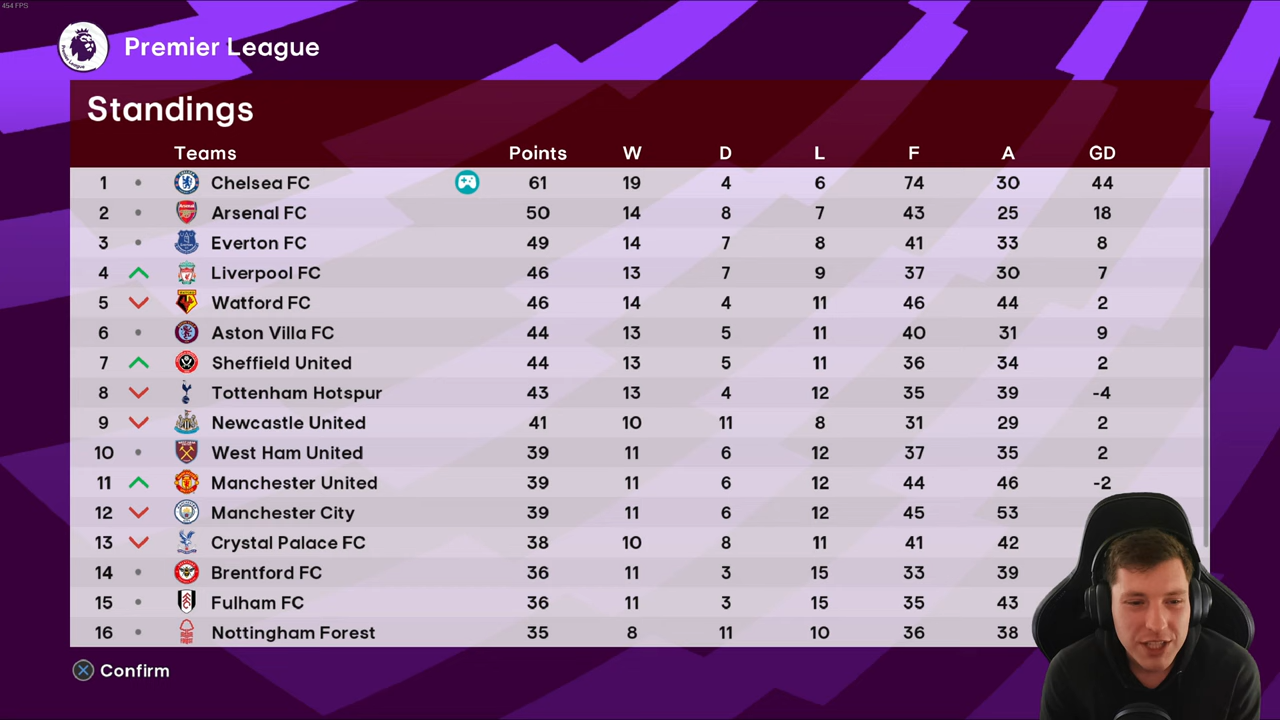 454 FPS
Premier League
Standings
Teams Points W D L F A GD
1 Chelsea FC 61 19 4 6 74 30 44
2 Arsenal FC 50 14 8 7 43 25 18
3 Everton FC 49 14 7 8 41 33 8
4 Liverpool FC 46 13 7 9 37 30 7
5 Watford FC 46 14 4 11 46 44 2
6 Aston Villa FC 44 13 5 11 40 31 9
7 Sheffield United 44 13 5 11 36 34 2
8 Tottenham Hotspur 43 13 4 12 35 39 -4
9 Newcastle United 41 10 11 8 31 29 2
10 West Ham United 39 11 6 12 37 35 2
11 Manchester United 39 11 6 12 44 46 -2
12 Manchester City 39 11 6 12 45 53
13 Crystal Palace FC 38 10 8 11 41 42
14 Brentford FC 36 11 3 15 33 39
15 Fulham FC 36 11 3 15 35 43
16 Nottingham Forest 35 8 11 10 36 38
Confirm